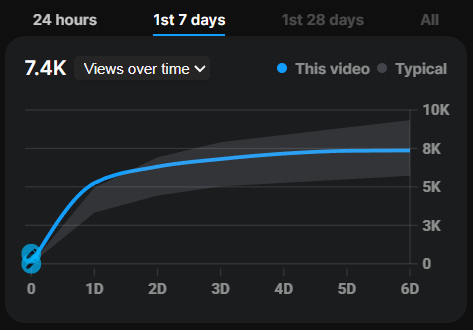 24 hours 1st 7 days 1st 28 days All
7.4K Views over time This video Typical
10K
8K
5K
3K
0
0 1D 2D 3D 4D 5D 6D